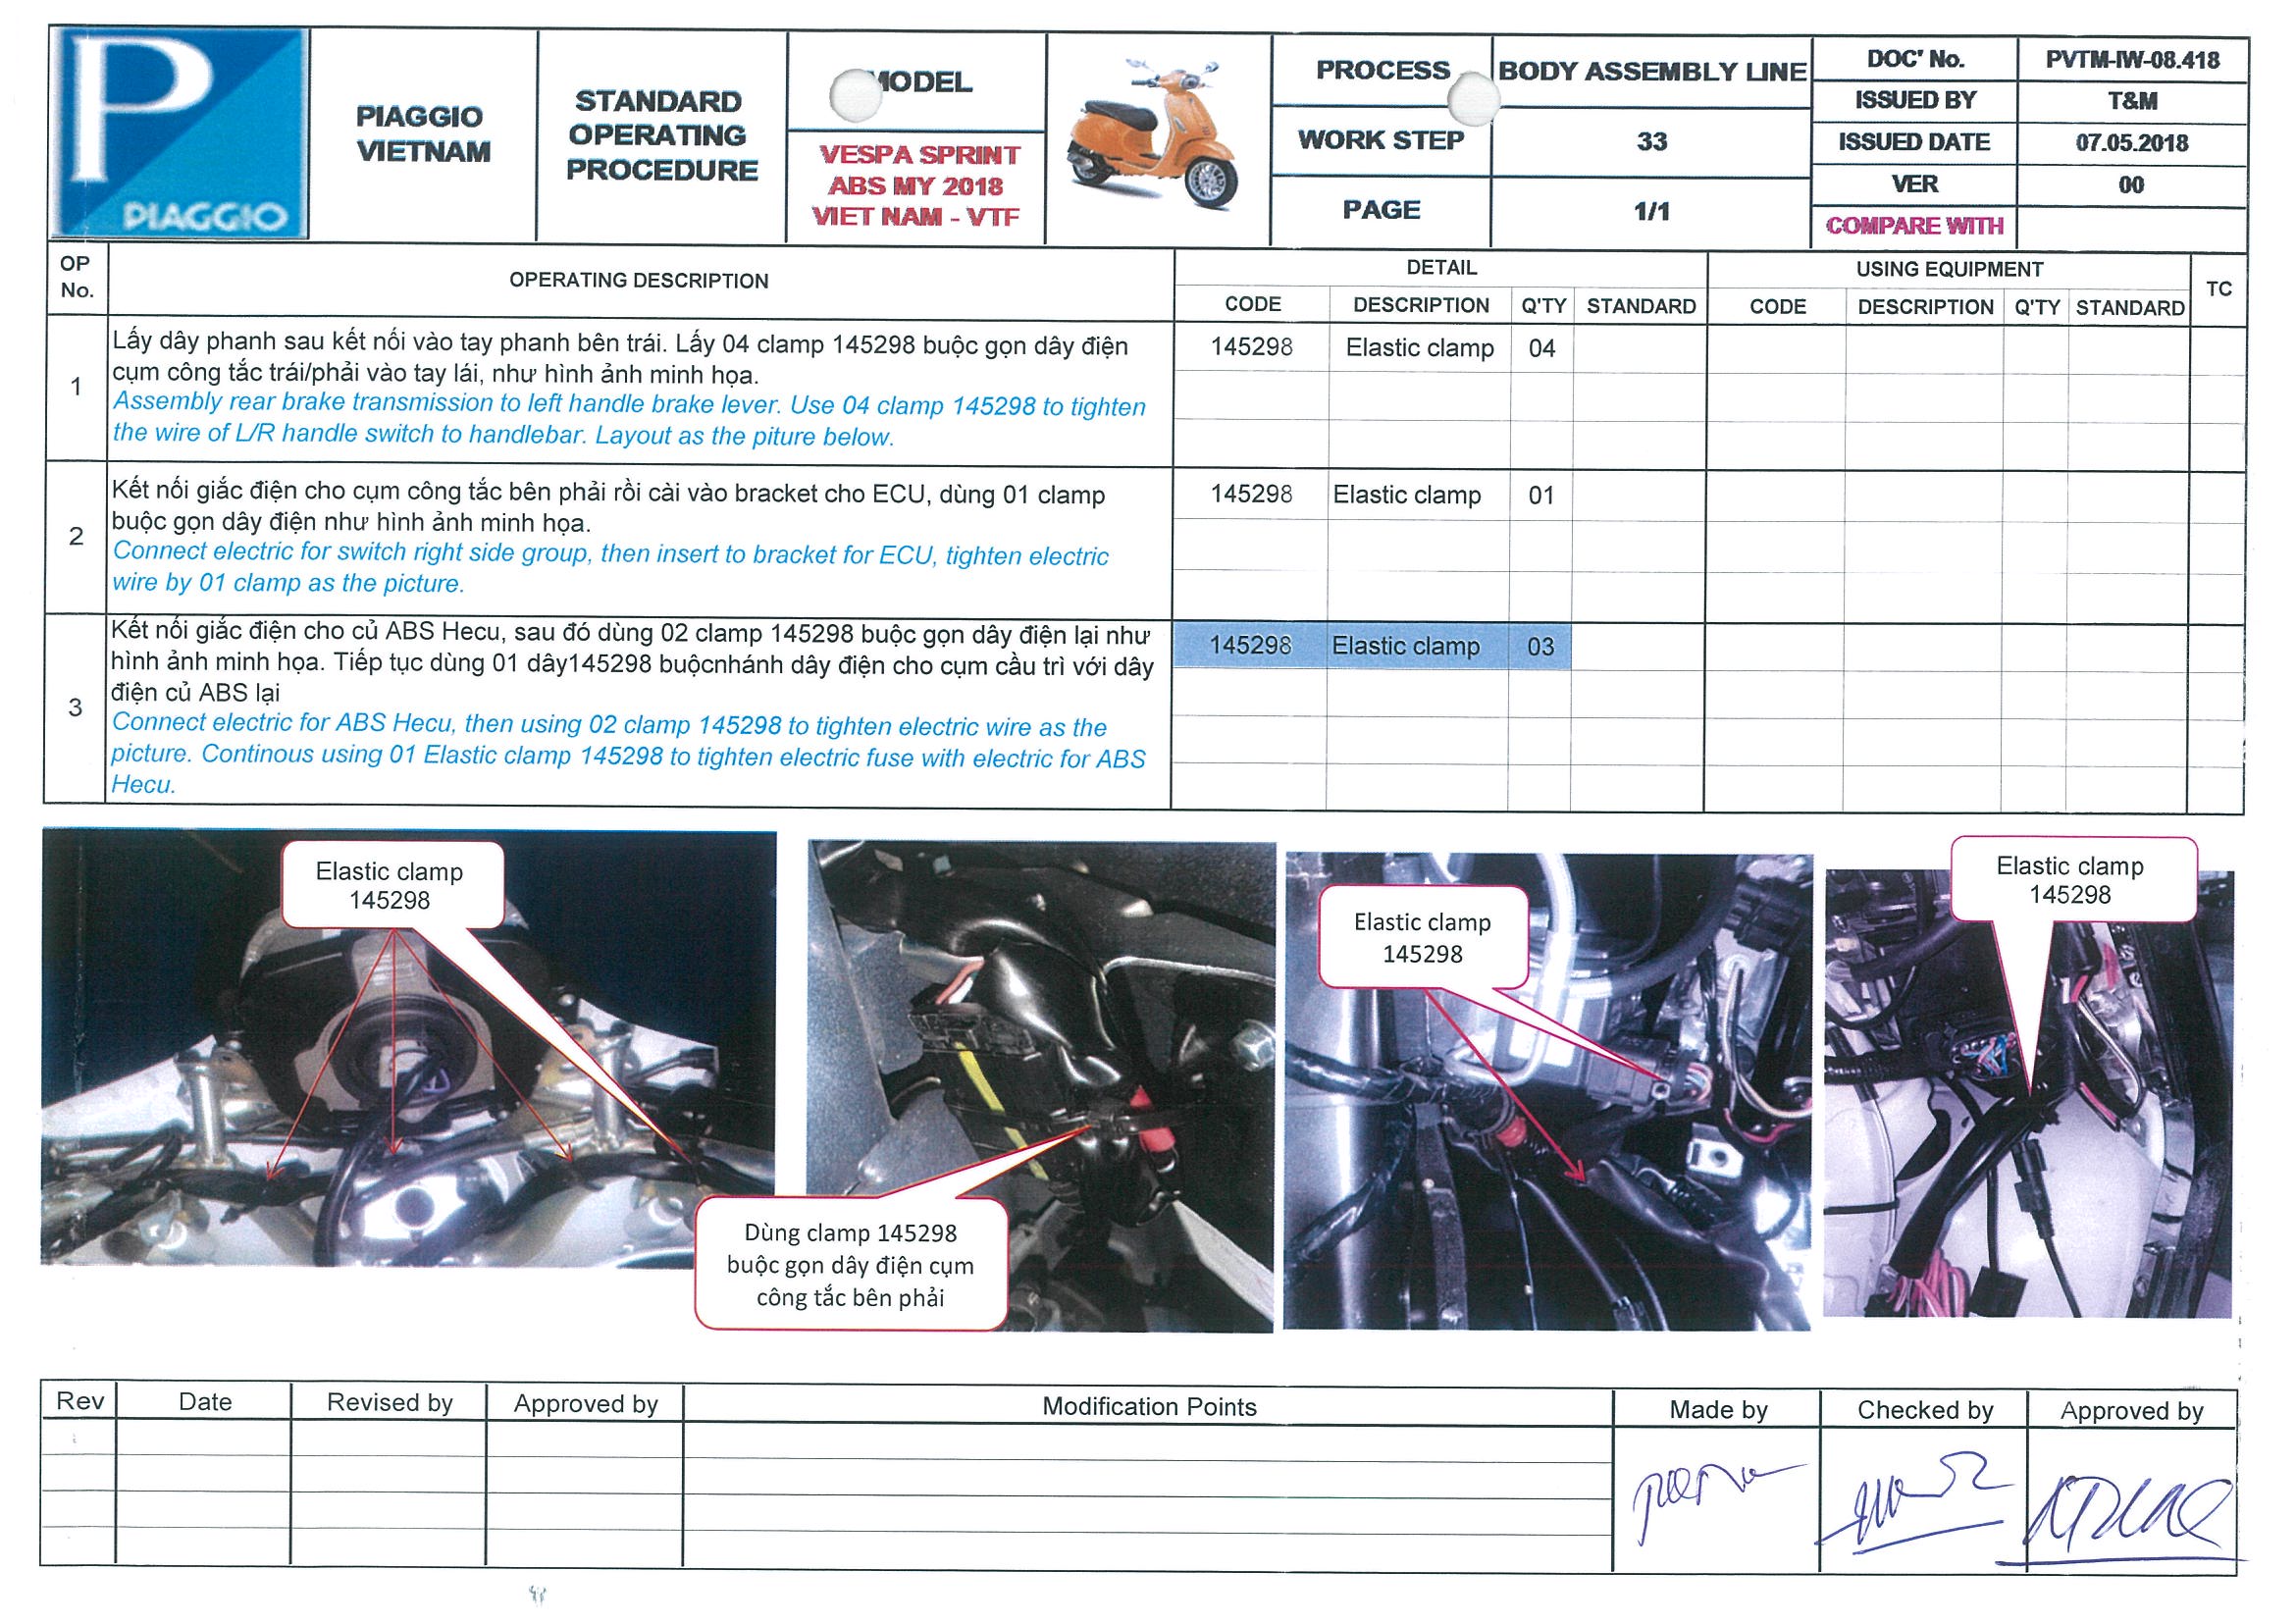 P
PIAGGIO
PIAGGIO
VIETNAM
STANDARD
OPERATING
PROCEDURE
MODEL
VESPA SPRINT
ABS MY 2018
VIET NAM - VTF
PROCESS
BODY ASSEMBLY LINE
WORK STEP
33
PAGE
1/1
DOC' No.
PVTM-IW-08.418
ISSUED BY
T&M
ISSUED DATE
07.05.2018
VER
00
COMPARE WITH
OP
No.
OPERATING DESCRIPTION
DETAIL
USING EQUIPMENT
TC
CODE DESCRIPTION Q'TY STANDARD CODE DESCRIPTION Q'TY STANDARD
1
Lấy dây phanh sau kết nối vào tay phanh bên trái. Lấy 04 clamp 145298 buộc gọn dây điện
cụm công tắc trái/phải vào tay lái, như hình ảnh minh họa.
Assembly rear brake transmission to left handle brake lever. Use 04 clamp 145298 to tighten
the wire of L/R handle switch to handlebar. Layout as the piture below.
145298 Elastic clamp 04
2
Kết nối giắc điện cho cụm công tắc bên phải rồi cài vào bracket cho ECU, dùng 01 clamp
buộc gọn dây điện như hình ảnh minh họa.
Connect electric for switch right side group, then insert to bracket for ECU, tighten electric
wire by 01 clamp as the picture.
145298 Elastic clamp 01
3
Kết nối giắc điện cho củ ABS Hecu, sau đó dùng 02 clamp 145298 buộc gọn dây điện lại như
hình ảnh minh họa. Tiếp tục dùng 01 dây145298 buộcnhánh dây điện cho cụm cầu trì với dây
điện củ ABS lại
Connect electric for ABS Hecu, then using 02 clamp 145298 to tighten electric wire as the
picture. Continous using 01 Elastic clamp 145298 to tighten electric fuse with electric for ABS
Hecu.
145298 Elastic clamp 03
Elastic clamp
145298
Dùng clamp 145298
buộc gọn dây điện cụm
công tắc bên phải
Elastic clamp
145298
Elastic clamp
145298
Rev Date Revised by Approved by Modification Points Made by Checked by Approved by